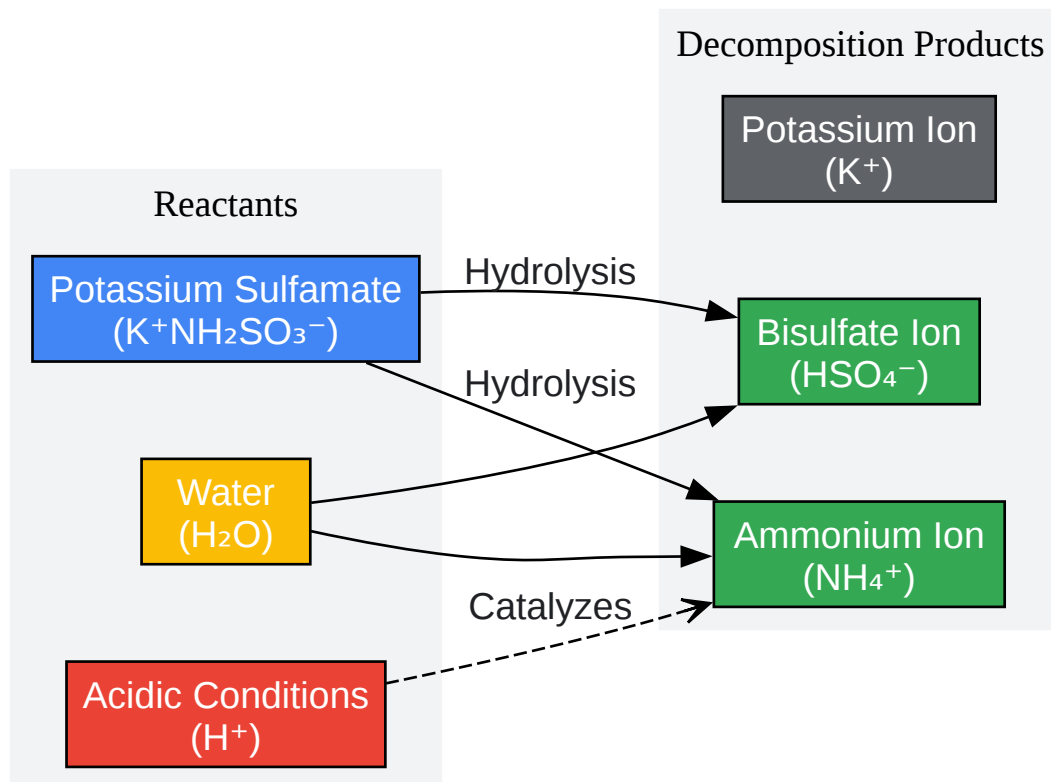 Decomposition Products
Potassium Ion
(K⁺)
Reactants
Potassium Sulfamate
(K⁺NH₂SO₃⁻)
Hydrolysis
Bisulfate Ion
(HSO₄⁻)
Hydrolysis
Water
(H₂O)
Ammonium Ion
(NH₄⁺)
Catalyzes
Acidic Conditions
(H⁺)